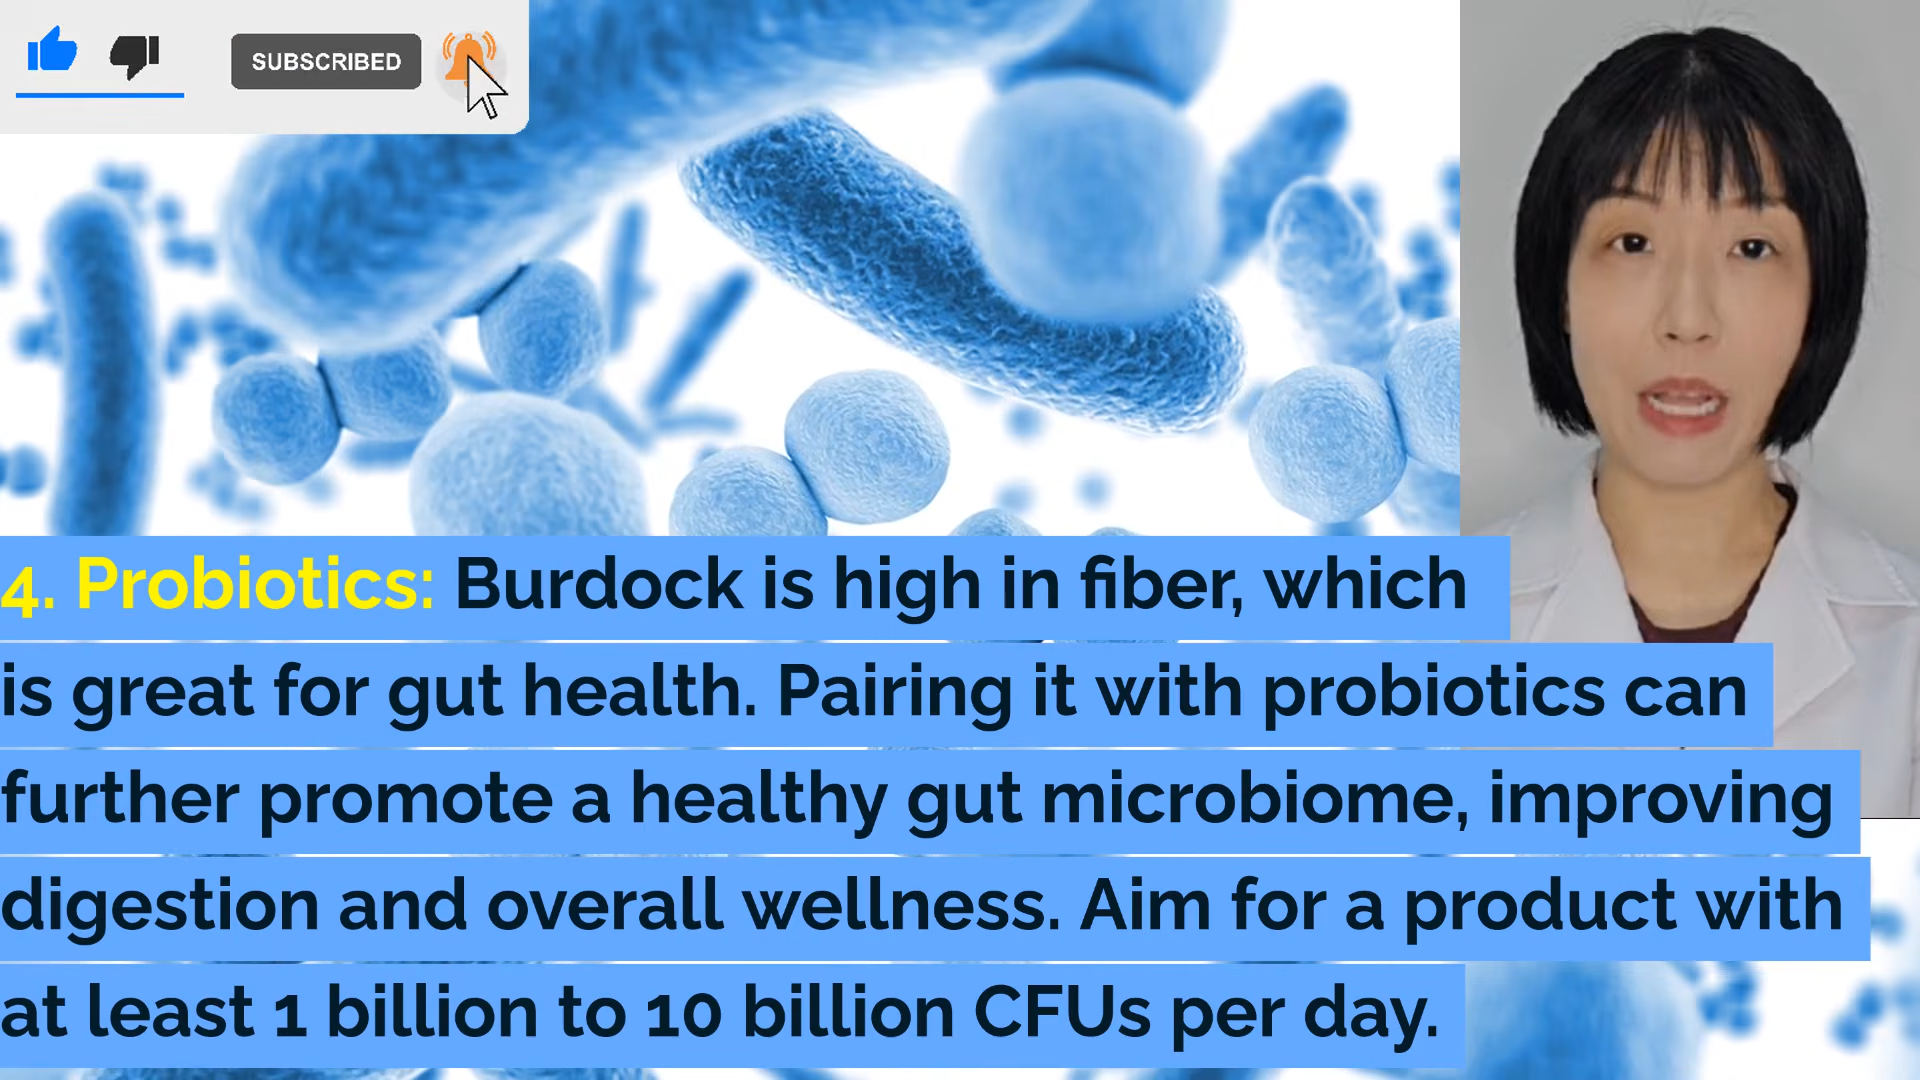 SUBSCRIBED
4. Probiotics: Burdock is high in fiber, which
is great for gut health. Pairing it with probiotics can
further promote a healthy gut microbiome, improving
digestion and overall wellness. Aim for a product with
at least 1 billion to 10 billion CFUs per day.